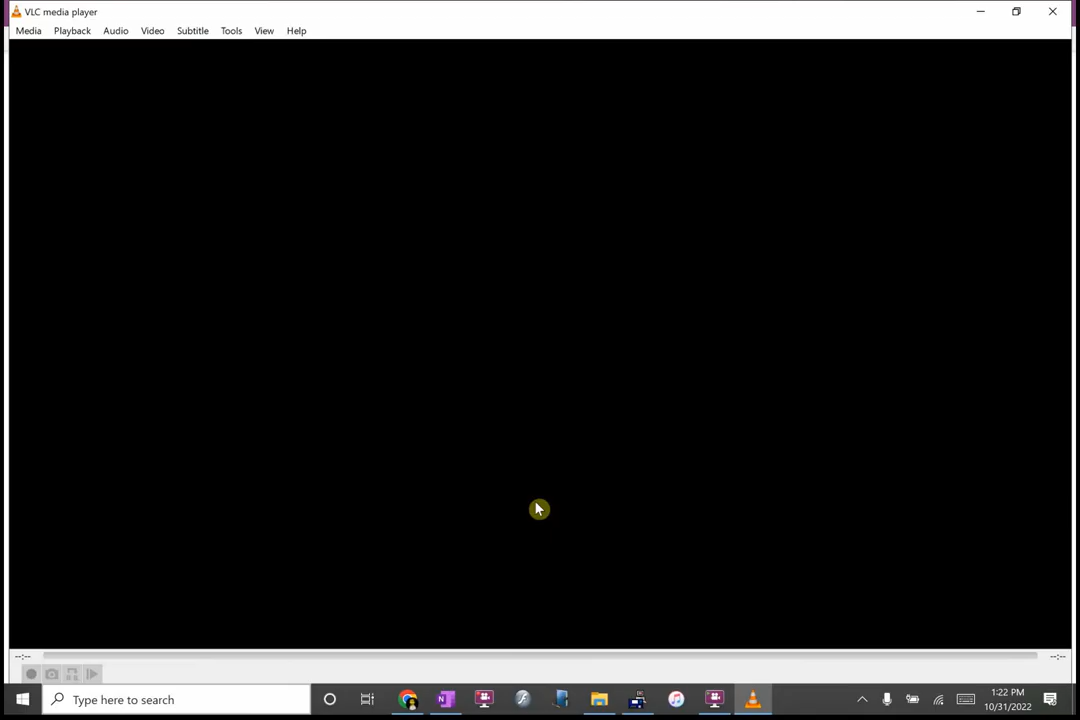 VLC media player
Media Playback Audio Video Subtitle Tools View Help
--:-- --:--
Type here to search
1:22 PM
10/31/2022